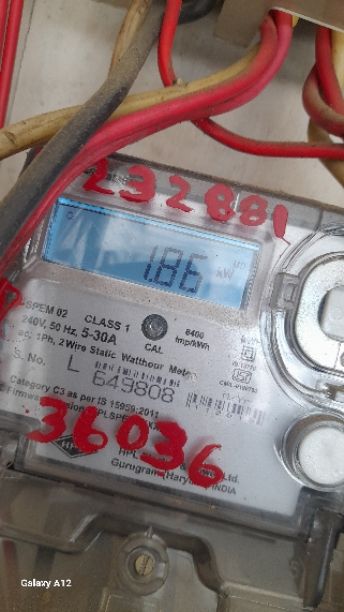 232881
MD
1.86 kW
SPEM 02 CLASS 1
240V, 50 Hz, 5-30A
CAL
6400
imp/kWh
1Ph, 2 Wire Static Watthour Meter
S. No. L 649808
Category C3 as per IS 15959:2011
36036
HPL
Ltd.
Gurugram (Haryana) INDIA
Galaxy A12